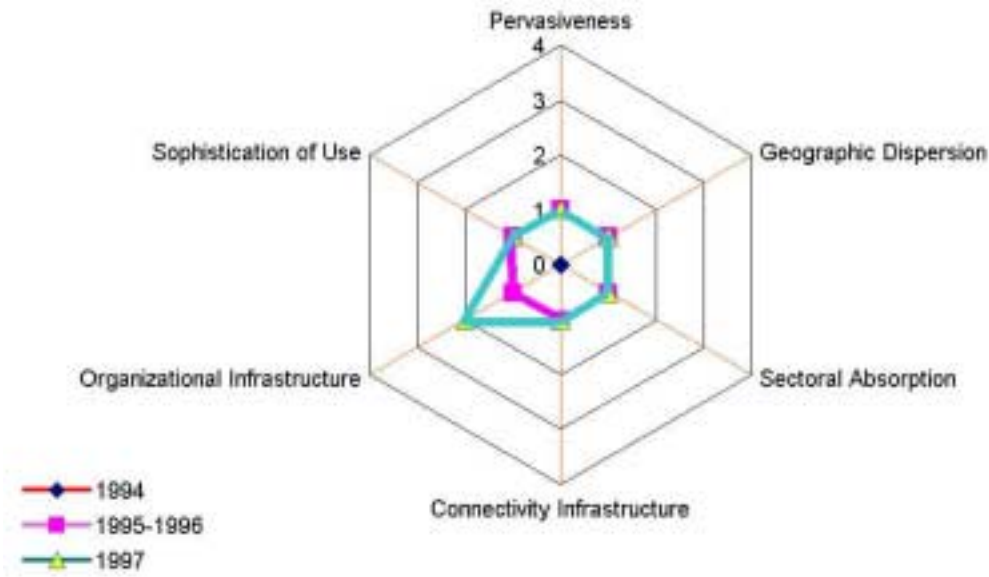 Pervasiveness
4
3
Sophistication of Use
Geographic Dispersion
2
1
0
Organizational Infrastructure
Sectoral Absorption
Connectivity Infrastructure
1994
1995-1996
1997